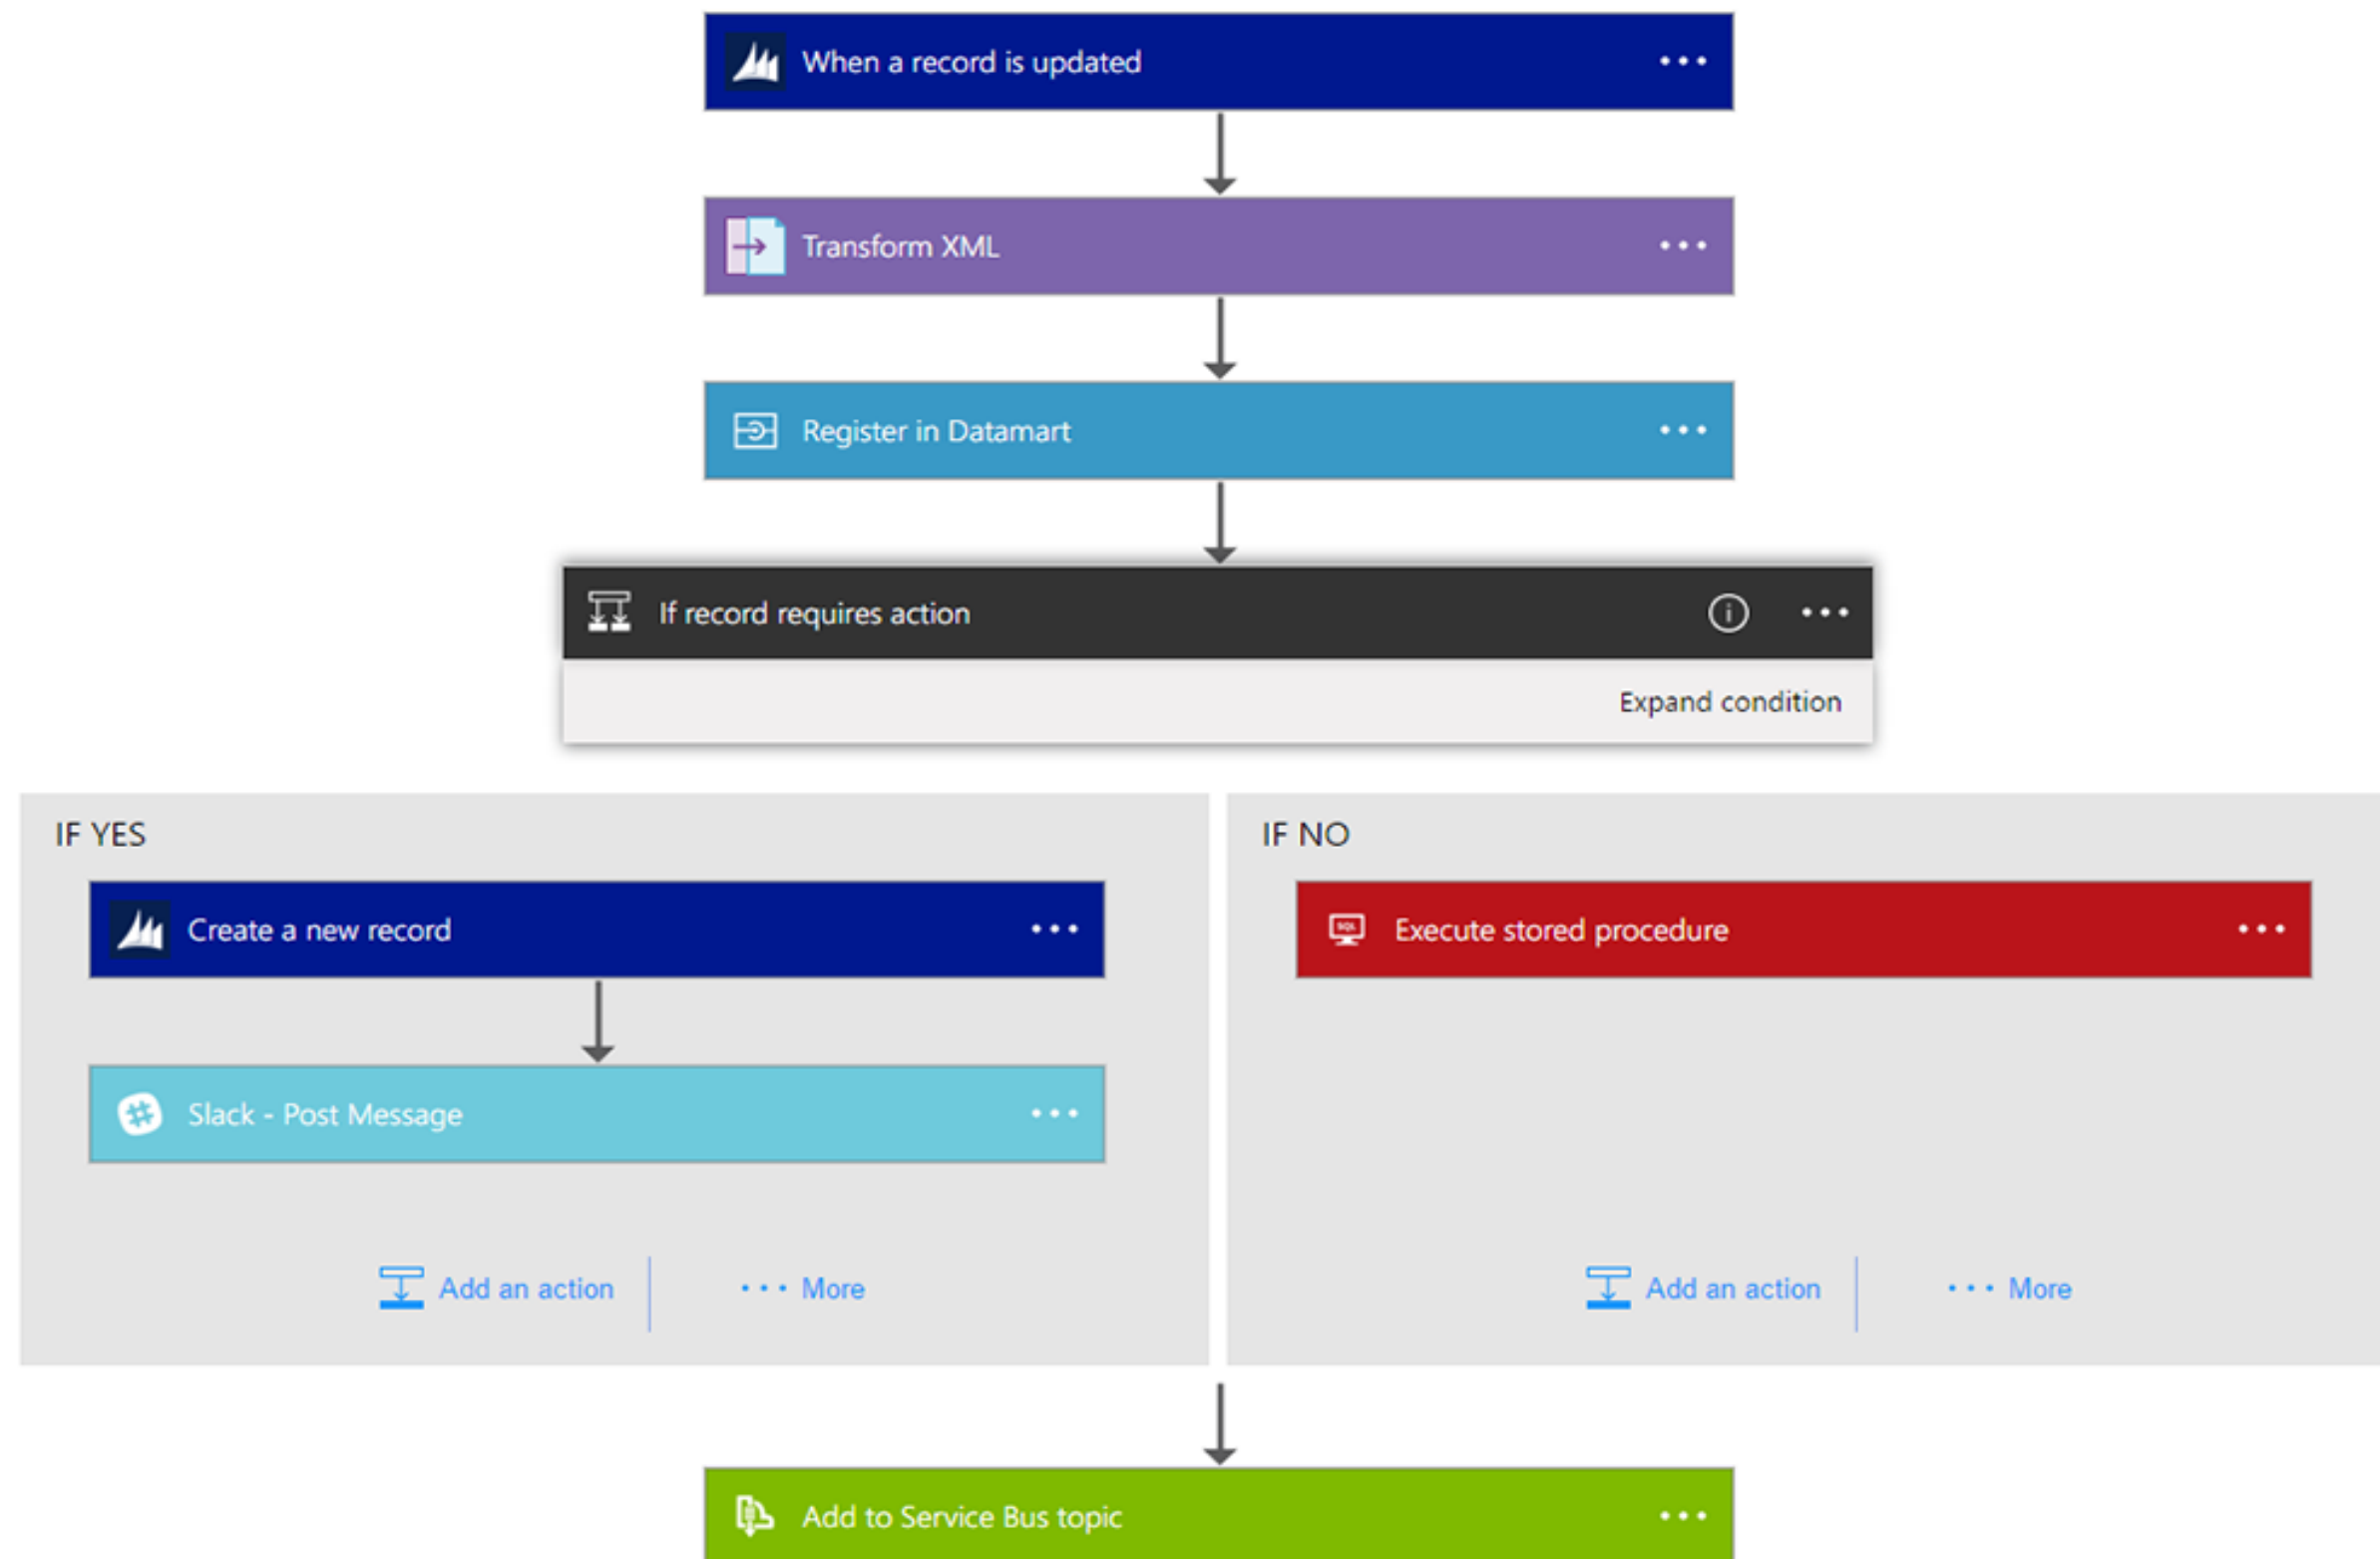 When a record is updated
Transform XML
Register in Datamart
If record requires action
Expand condition
IF YES
Create a new record
Slack - Post Message
Add an action
More
IF NO
SQL
Execute stored procedure
Add an action
More
Add to Service Bus topic